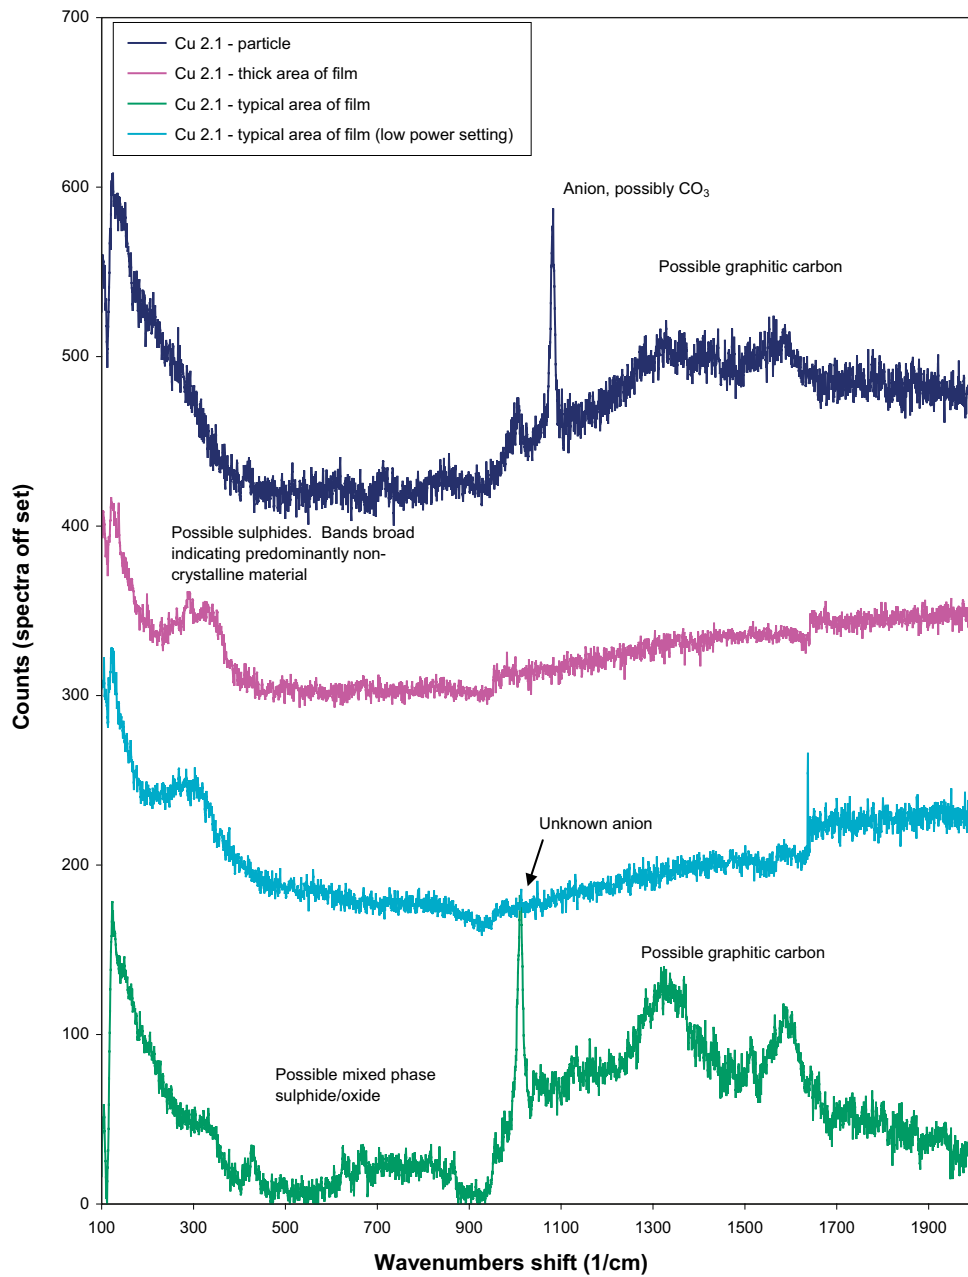 700
Cu 2.1 - particle
Cu 2.1 - thick area of film
Cu 2.1 - typical area of film
Cu 2.1 - typical area of film (low power setting)
600
Anion, possibly CO₃
Possible graphitic carbon
500
400
Possible sulphides. Bands broad
indicating predominantly non-
crystalline material
Counts (spectra off set)
300
200
Unknown anion
Possible graphitic carbon
100
Possible mixed phase
sulphide/oxide
0
100 300 500 700 900 1100 1300 1500 1700 1900
Wavenumbers shift (1/cm)